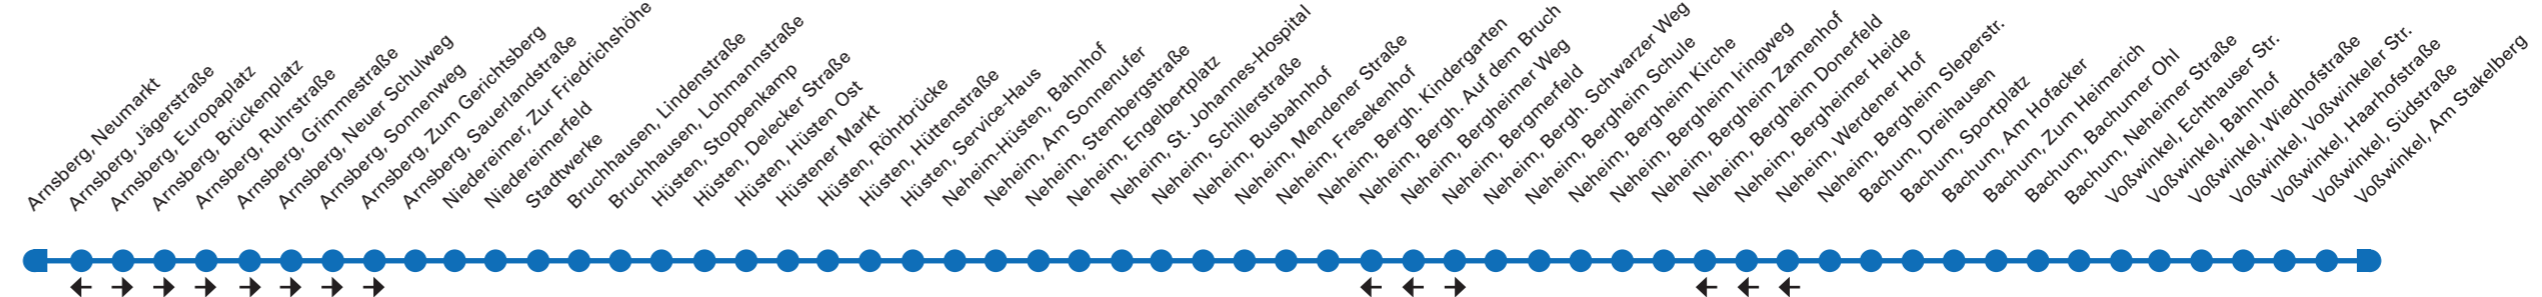 Arnsberg, Neumarkt
Arnsberg, Jägerstraße
Arnsberg, Europaplatz
Arnsberg, Brückenplatz
Arnsberg, Ruhrstraße
Arnsberg, Grimmestraße
Arnsberg, Neuer Schulweg
Arnsberg, Sonnenweg
Arnsberg, Zum Gerichtsberg
Arnsberg, Sauerlandstraße
Niedereimer, Zur Friedrichshöhe
Niedereimerfeld
Stadtwerke
Bruchhausen, Lindenstraße
Bruchhausen, Lohmannstraße
Hüsten, Stoppenkamp
Hüsten, Delecker Straße
Hüsten, Hüsten Ost
Hüstener Markt
Hüsten, Röhrbrücke
Hüsten, Hüttenstraße
Hüsten, Service-Haus
Neheim-Hüsten, Bahnhof
Neheim, Am Sonnenufer
Neheim, Stembergstraße
Neheim, Engelbertplatz
Neheim, St. Johannes-Hospital
Neheim, Schillerstraße
Neheim, Busbahnhof
Neheim, Mendener Straße
Neheim, Fresekenhof
Neheim, Bergh. Kindergarten
Neheim, Bergh. Auf dem Bruch
Neheim, Bergheimer Weg
Neheim, Bergmerfeld
Neheim, Bergh. Schwarzer Weg
Neheim, Bergheim Schule
Neheim, Bergheim Kirche
Neheim, Bergheim Iringweg
Neheim, Bergheim Zamenhof
Neheim, Bergheim Donerfeld
Neheim, Bergheimer Heide
Neheim, Werdener Hof
Neheim, Bergheim Sleperstr.
Bachum, Dreihausen
Bachum, Sportplatz
Bachum, Am Hofacker
Bachum, Zum Heimerich
Bachum, Bachumer Ohl
Bachum, Neheimer Straße
Voßwinkel, Echthauser Str.
Voßwinkel, Bahnhof
Voßwinkel, Wiedhofstraße
Voßwinkel, Voßwinkeler Str.
Voßwinkel, Haarhofstraße
Voßwinkel, Südstraße
Voßwinkel, Am Stakelberg